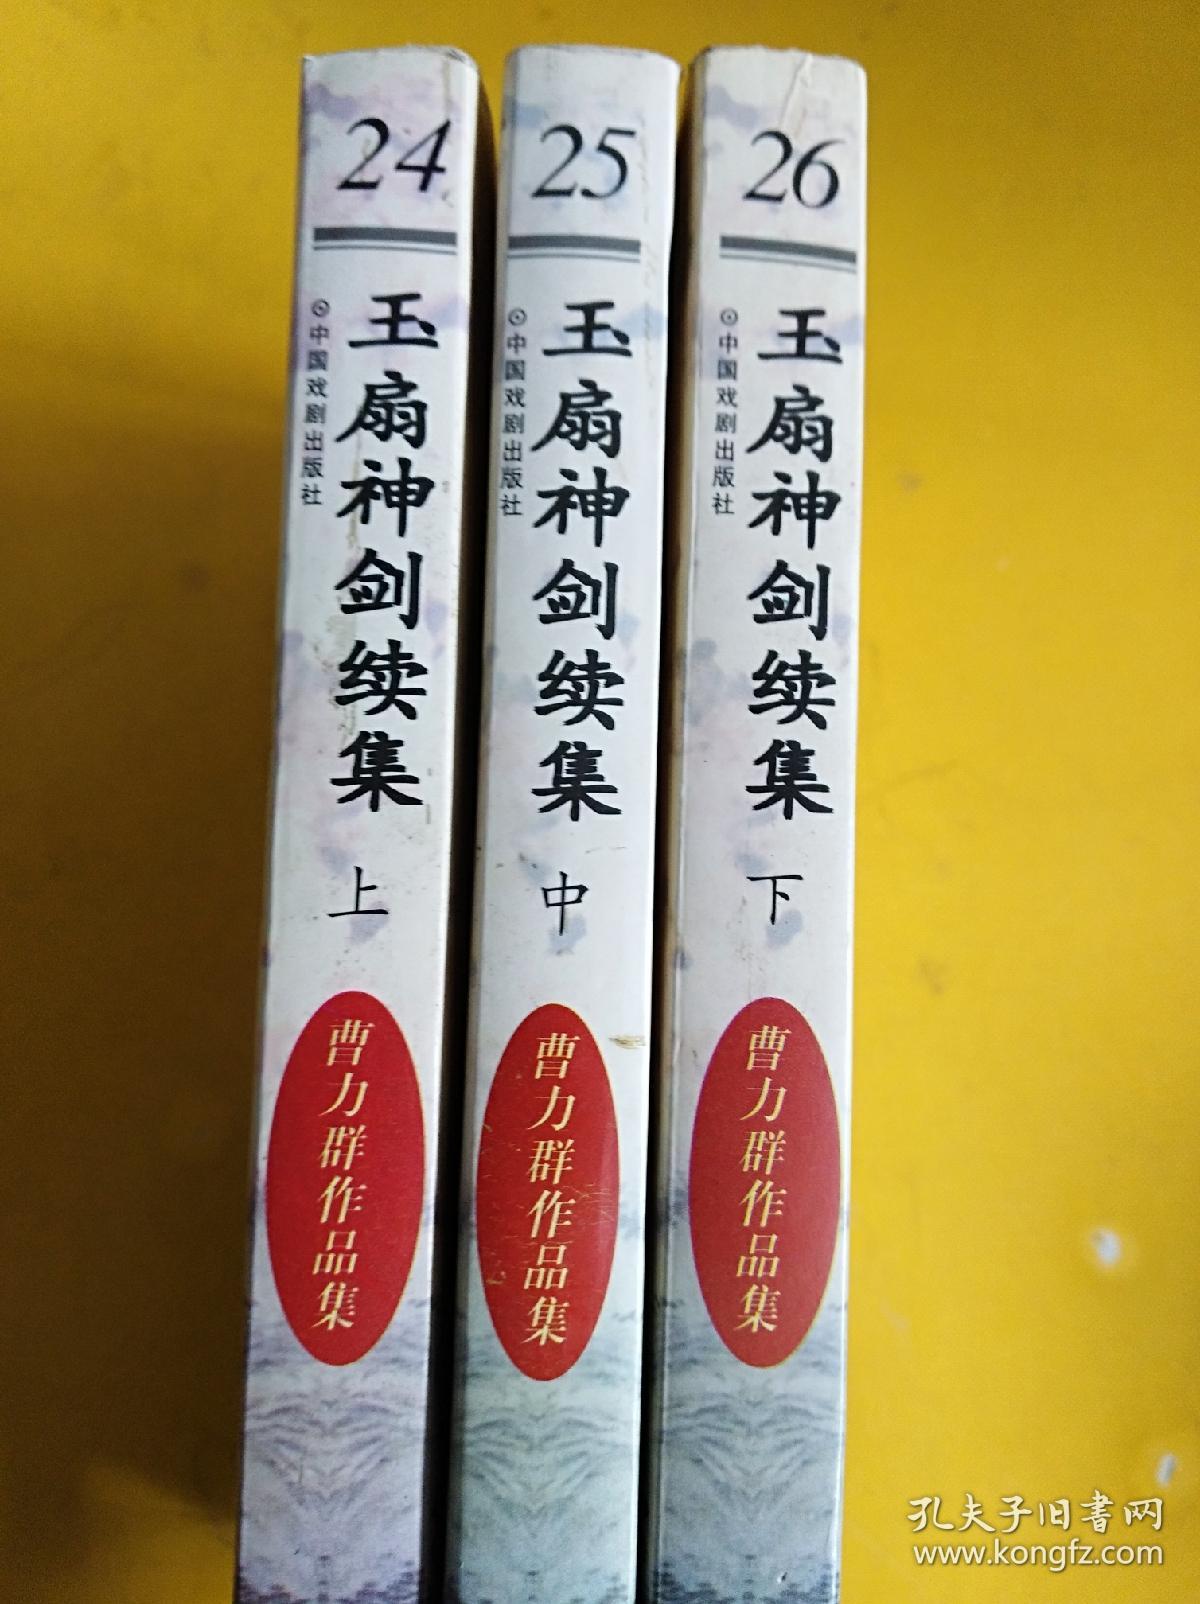 24
玉扇神剑续集
上
⊙中国戏剧出版社
曹力群作品集
25
玉扇神剑续集
中
⊙中国戏剧出版社
曹力群作品集
26
玉扇神剑续集
下
⊙中国戏剧出版社
曹力群作品集
孔夫子旧书网
www.kongfz.com